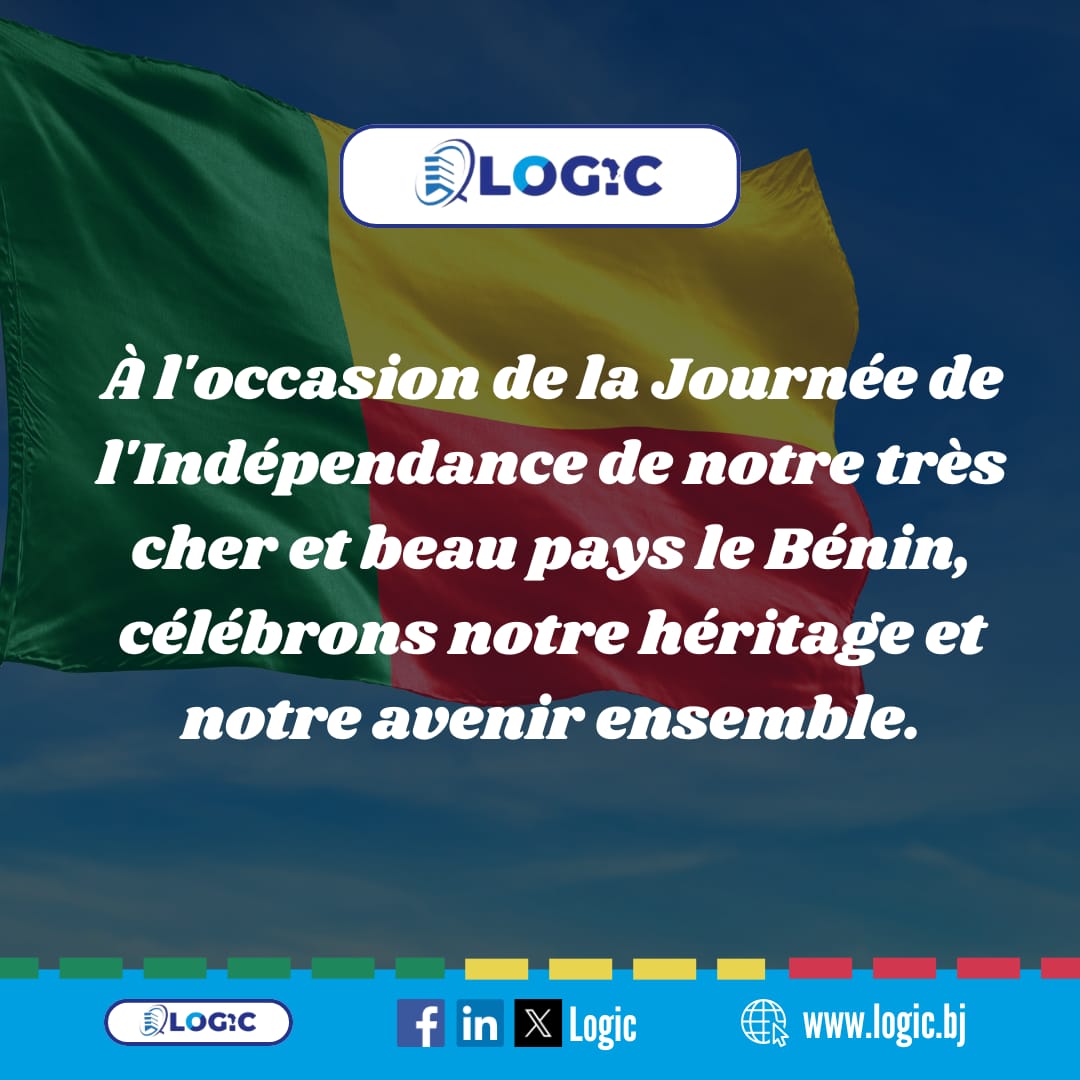 LOGIC
À l'occasion de la Journée de
l'Indépendance de notre très
cher et beau pays le Bénin,
célébrons notre héritage et
notre avenir ensemble.
LOGIC
f in X Logic
www.logic.bj